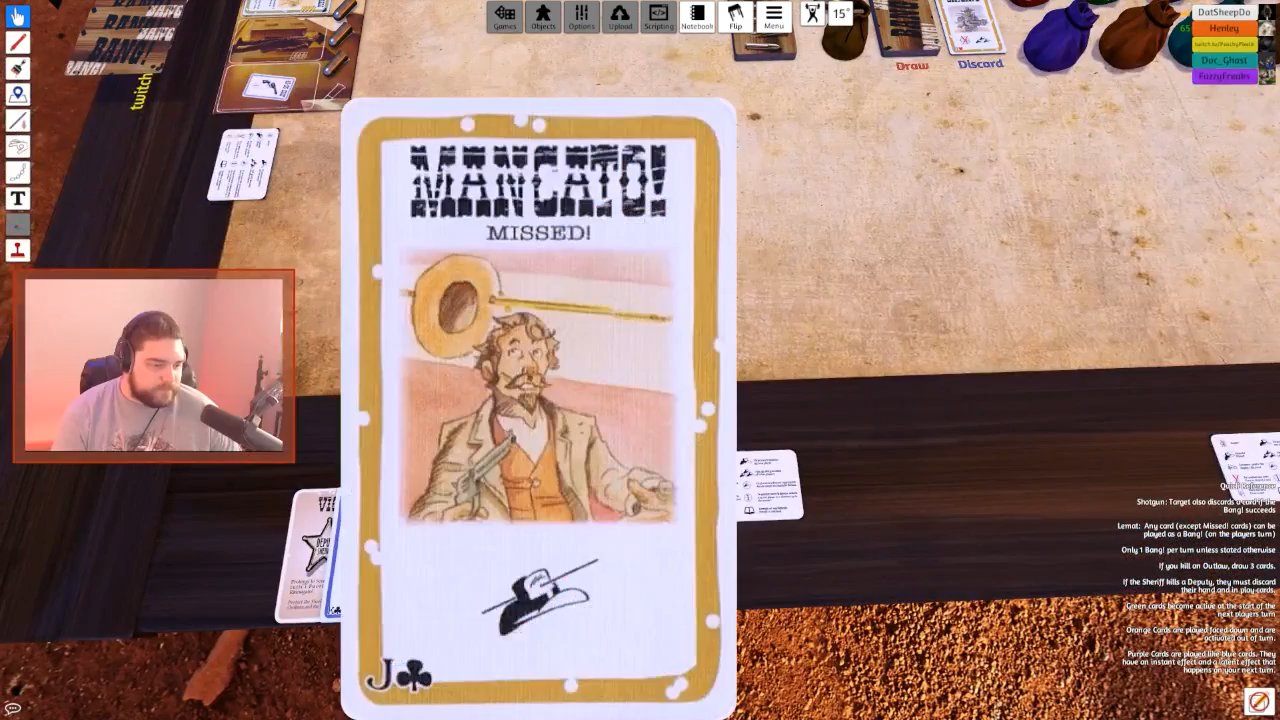 Games
Objects
Options
Upload
Scripting
Notebook
Flip
Menu
15°
DatSheepDo
Henley
Doc_Ghost
FuzzyFreaks
65
BANG!
twitch
Draw
Discard
MANCATO!
MISSED!
J♣
T
Quick Reference
Shotgun: Target also discards a card if the
Bang! succeeds
Lemat: Any card (except Missed! cards) can be
played as a Bang! (on the players turn)
Only 1 Bang! per turn unless stated otherwise
If you kill an Outlaw, draw 3 cards.
If the Sheriff kills a Deputy, they must discard
their hand and in play-cards.
Green cards become active at the start of the
next players turn
Orange Cards are played faced down and are
activated out of turn.
Purple Cards are played like blue cards. They
have an instant effect and a latent effect that
happens on your next turn.